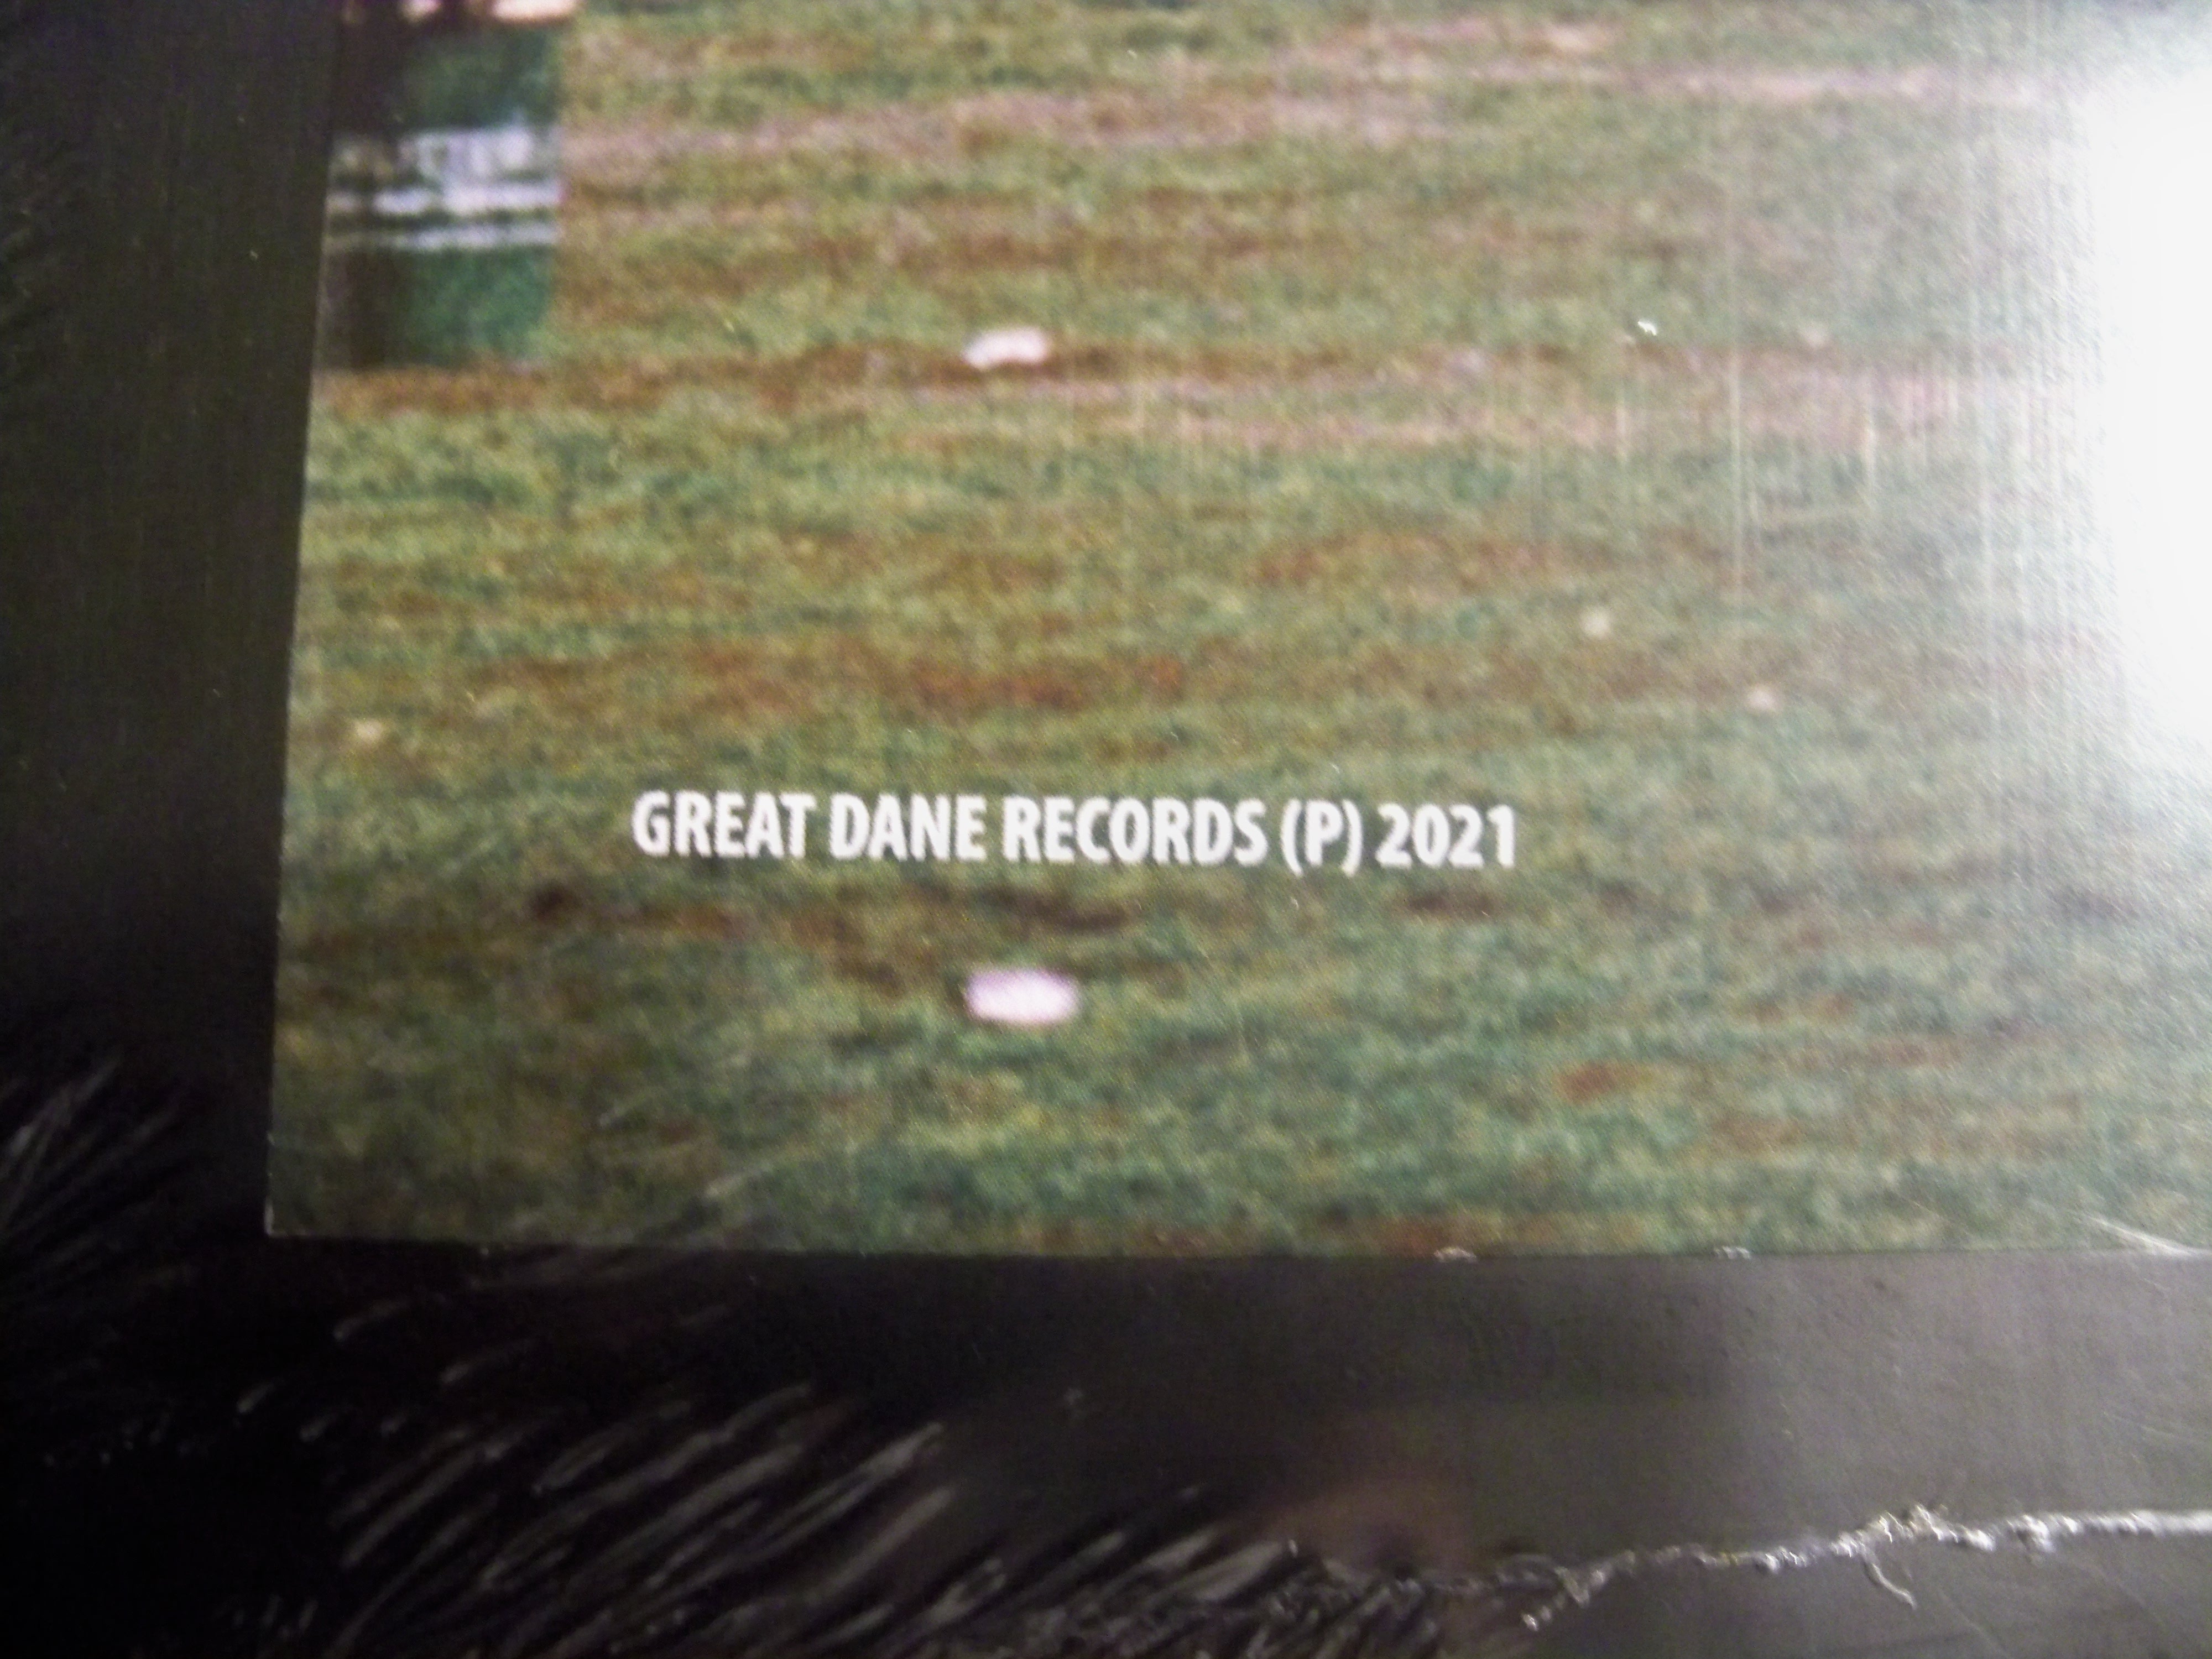 GREAT DANE RECORDS (P) 2021